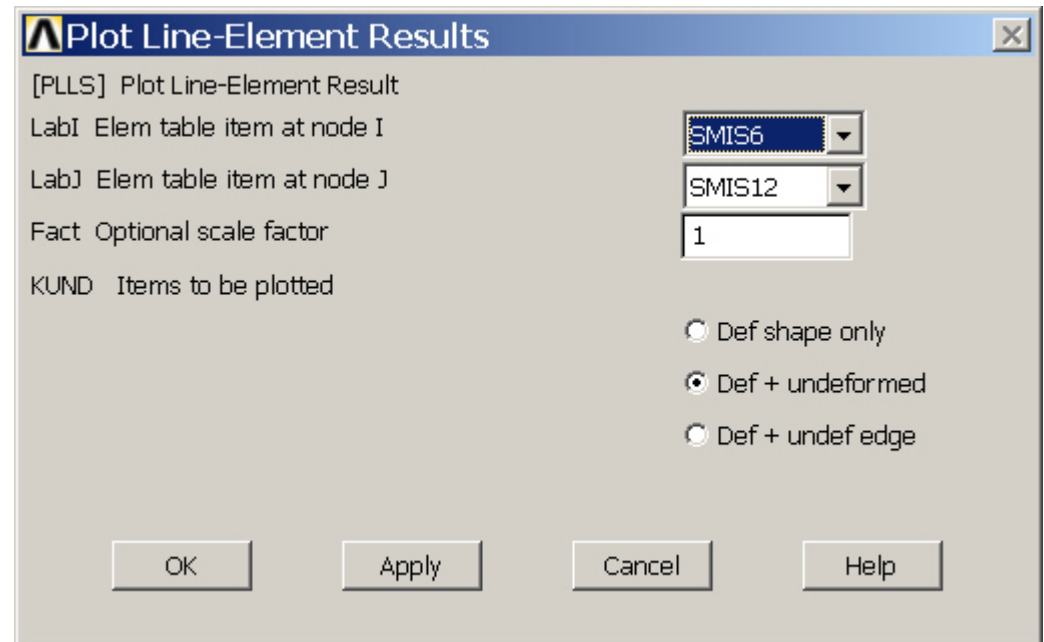 Plot Line-Element Results
[PLLS] Plot Line-Element Result
LabI Elem table item at node I
SMIS6
LabJ Elem table item at node J
SMIS12
Fact Optional scale factor
1
KUND Items to be plotted
Def shape only
Def + undeformed
Def + undef edge
OK Apply Cancel Help